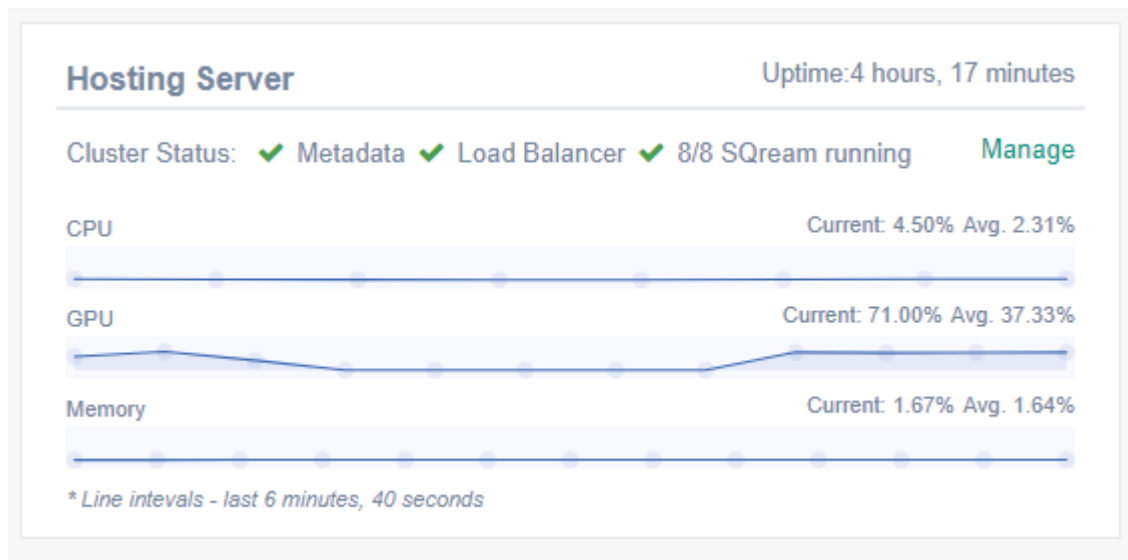 Hosting Server
Uptime:4 hours, 17 minutes
Cluster Status: Metadata Load Balancer 8/8 SQream running
Manage
CPU
Current: 4.50% Avg. 2.31%
GPU
Current: 71.00% Avg. 37.33%
Memory
Current: 1.67% Avg. 1.64%
* Line intevals - last 6 minutes, 40 seconds